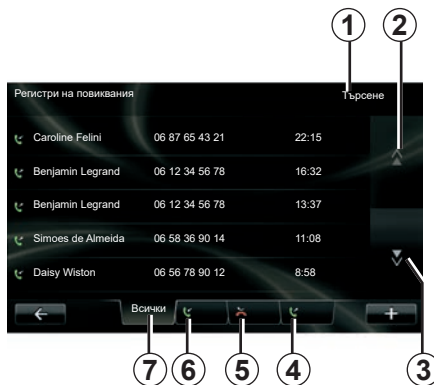 1 2
Регистри на повиквания Търсене
Caroline Felini 06 87 65 43 21 22:15
Benjamin Legrand 06 12 34 56 78 16:32
Benjamin Legrand 06 12 34 56 78 13:37
Simoes de Almeida 06 58 36 90 14 11:08
Daisy Wiston 06 56 78 90 12 8:58
Всички +
7 6 5 4 3